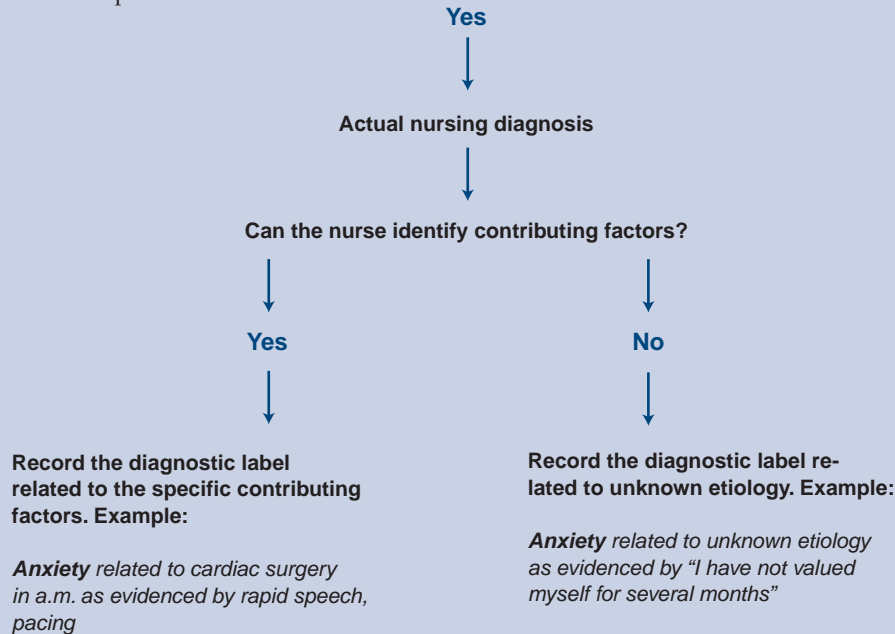 Yes
Actual nursing diagnosis
Can the nurse identify contributing factors?
Yes
No
Record the diagnostic label
related to the specific contributing
factors. Example:
Anxiety related to cardiac surgery
in a.m. as evidenced by rapid speech,
pacing
Record the diagnostic label re-
lated to unknown etiology. Example:
Anxiety related to unknown etiology
as evidenced by “I have not valued
myself for several months”